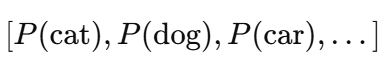 [P(cat), P(dog), P(car), . . . ]